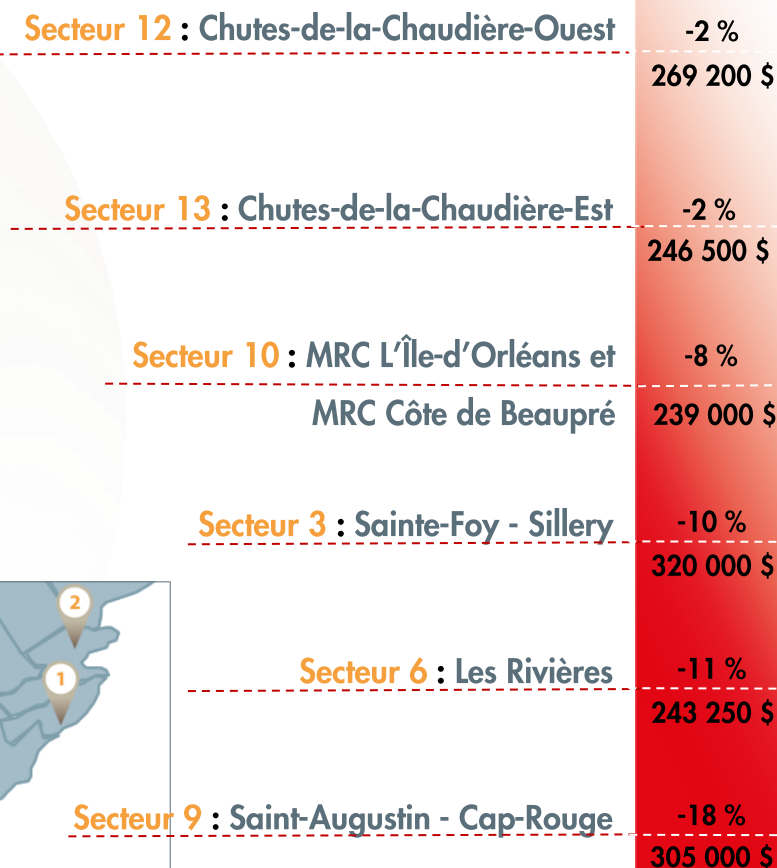 Secteur 12 : Chutes-de-la-Chaudière-Ouest -2 %
269 200 $
Secteur 13 : Chutes-de-la-Chaudière-Est -2 %
246 500 $
Secteur 10 : MRC L'Île-d'Orléans et -8 %
MRC Côte de Beaupré 239 000 $
Secteur 3 : Sainte-Foy - Sillery -10 %
320 000 $
2
1
Secteur 6 : Les Rivières -11 %
243 250 $
Secteur 9 : Saint-Augustin - Cap-Rouge -18 %
305 000 $